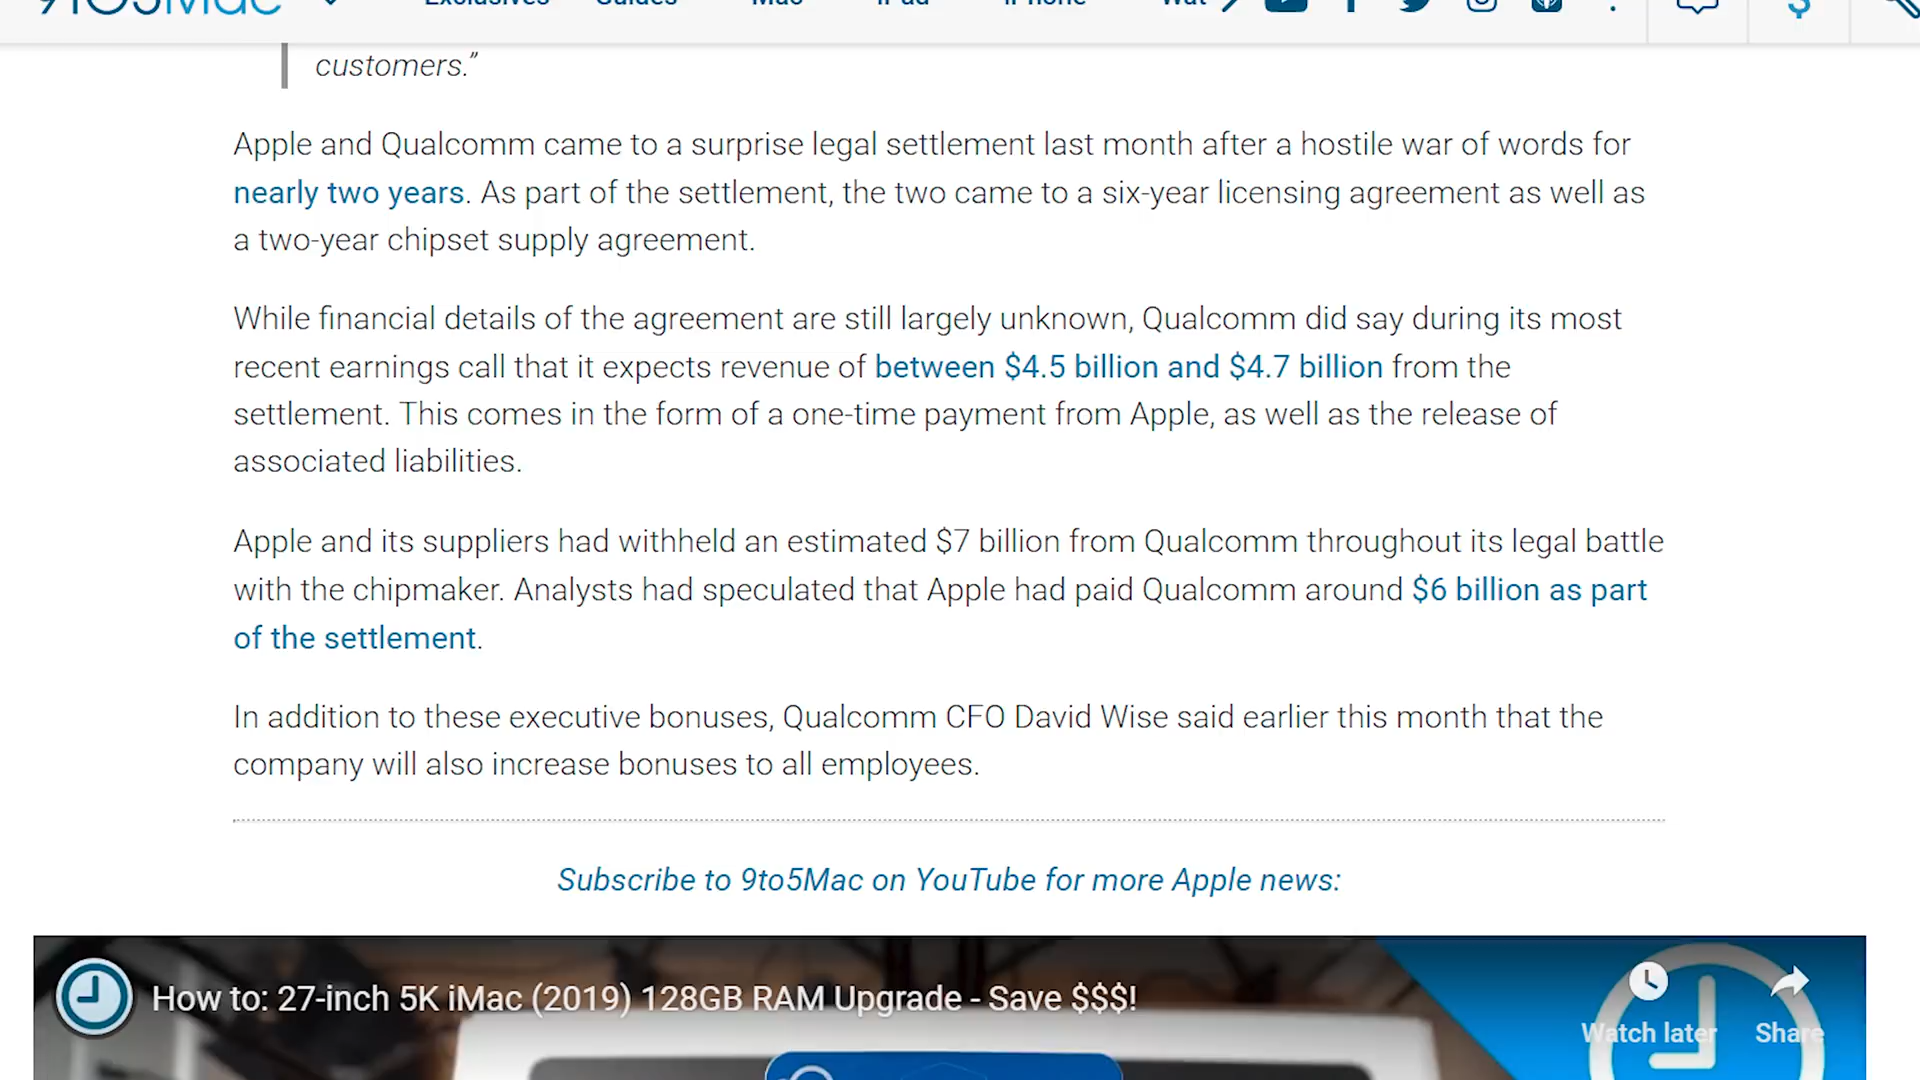 9to5Mac Exclusives Guides Mac iPad iPhone Wat
customers.”
Apple and Qualcomm came to a surprise legal settlement last month after a hostile war of words for
nearly two years. As part of the settlement, the two came to a six-year licensing agreement as well as
a two-year chipset supply agreement.
While financial details of the agreement are still largely unknown, Qualcomm did say during its most
recent earnings call that it expects revenue of between $4.5 billion and $4.7 billion from the
settlement. This comes in the form of a one-time payment from Apple, as well as the release of
associated liabilities.
Apple and its suppliers had withheld an estimated $7 billion from Qualcomm throughout its legal battle
with the chipmaker. Analysts had speculated that Apple had paid Qualcomm around $6 billion as part
of the settlement.
In addition to these executive bonuses, Qualcomm CFO David Wise said earlier this month that the
company will also increase bonuses to all employees.
Subscribe to 9to5Mac on YouTube for more Apple news:
How to: 27-inch 5K iMac (2019) 128GB RAM Upgrade - Save $$$!
Watch later Share